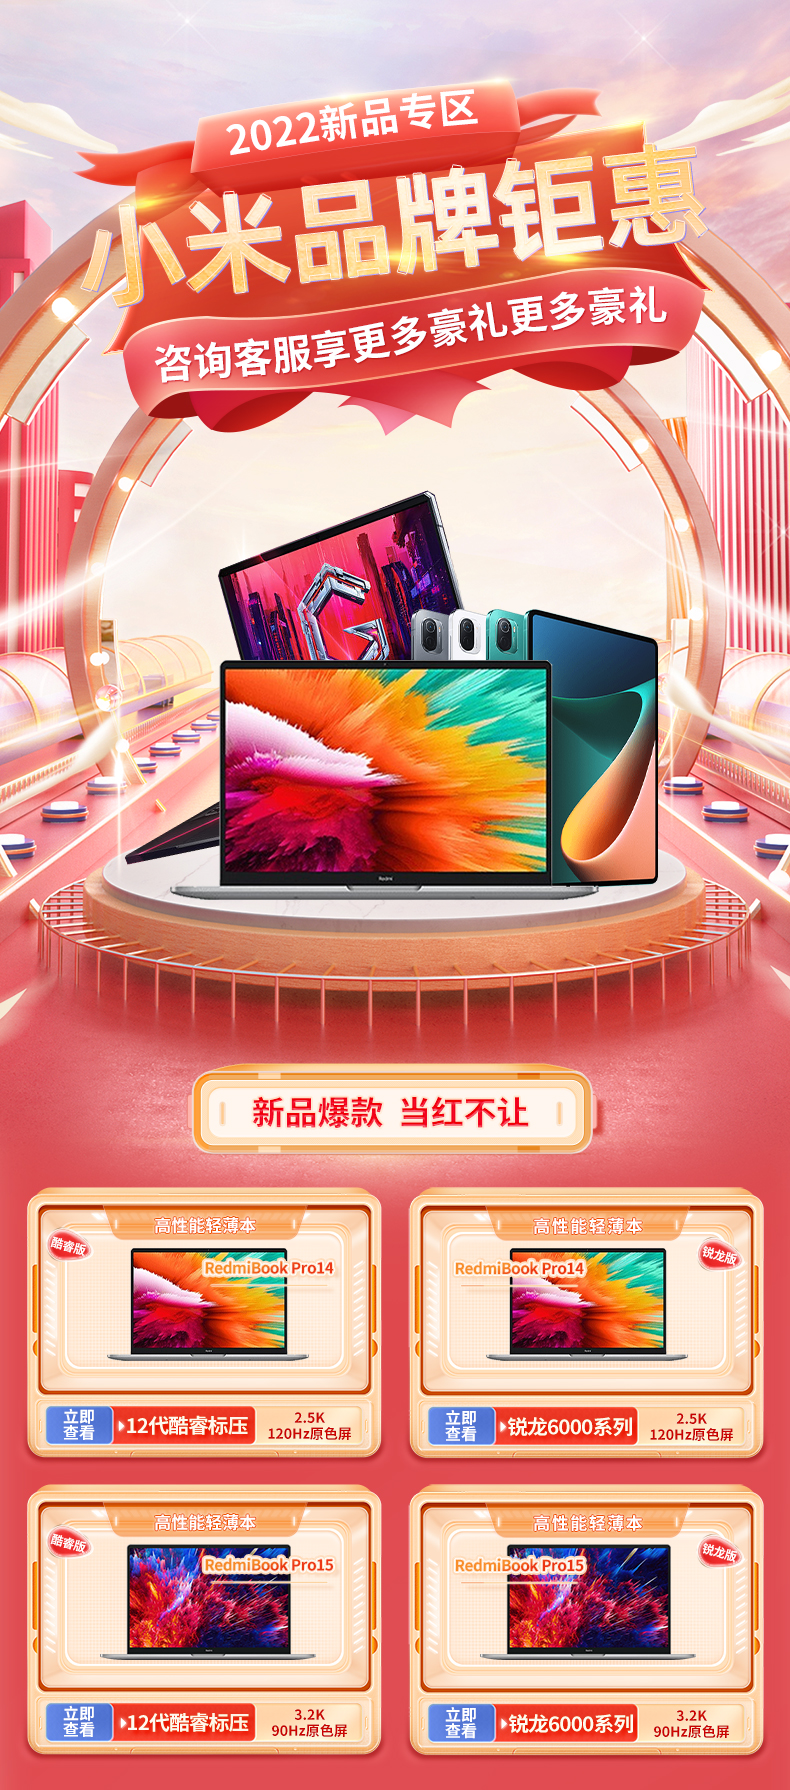 2022新品专区
小米品牌钜惠
咨询客服享更多豪礼更多豪礼
Redmi
新品爆款 当红不让
高性能轻薄本
酷睿版
RedmiBook Pro14
立即
查看
12代酷睿标压
2.5K
120Hz原色屏
高性能轻薄本
锐龙版
RedmiBook Pro14
立即
查看
锐龙6000系列
2.5K
120Hz原色屏
高性能轻薄本
酷睿版
RedmiBook Pro15
立即
查看
12代酷睿标压
3.2K
90Hz原色屏
高性能轻薄本
锐龙版
RedmiBook Pro15
立即
查看
锐龙6000系列
3.2K
90Hz原色屏